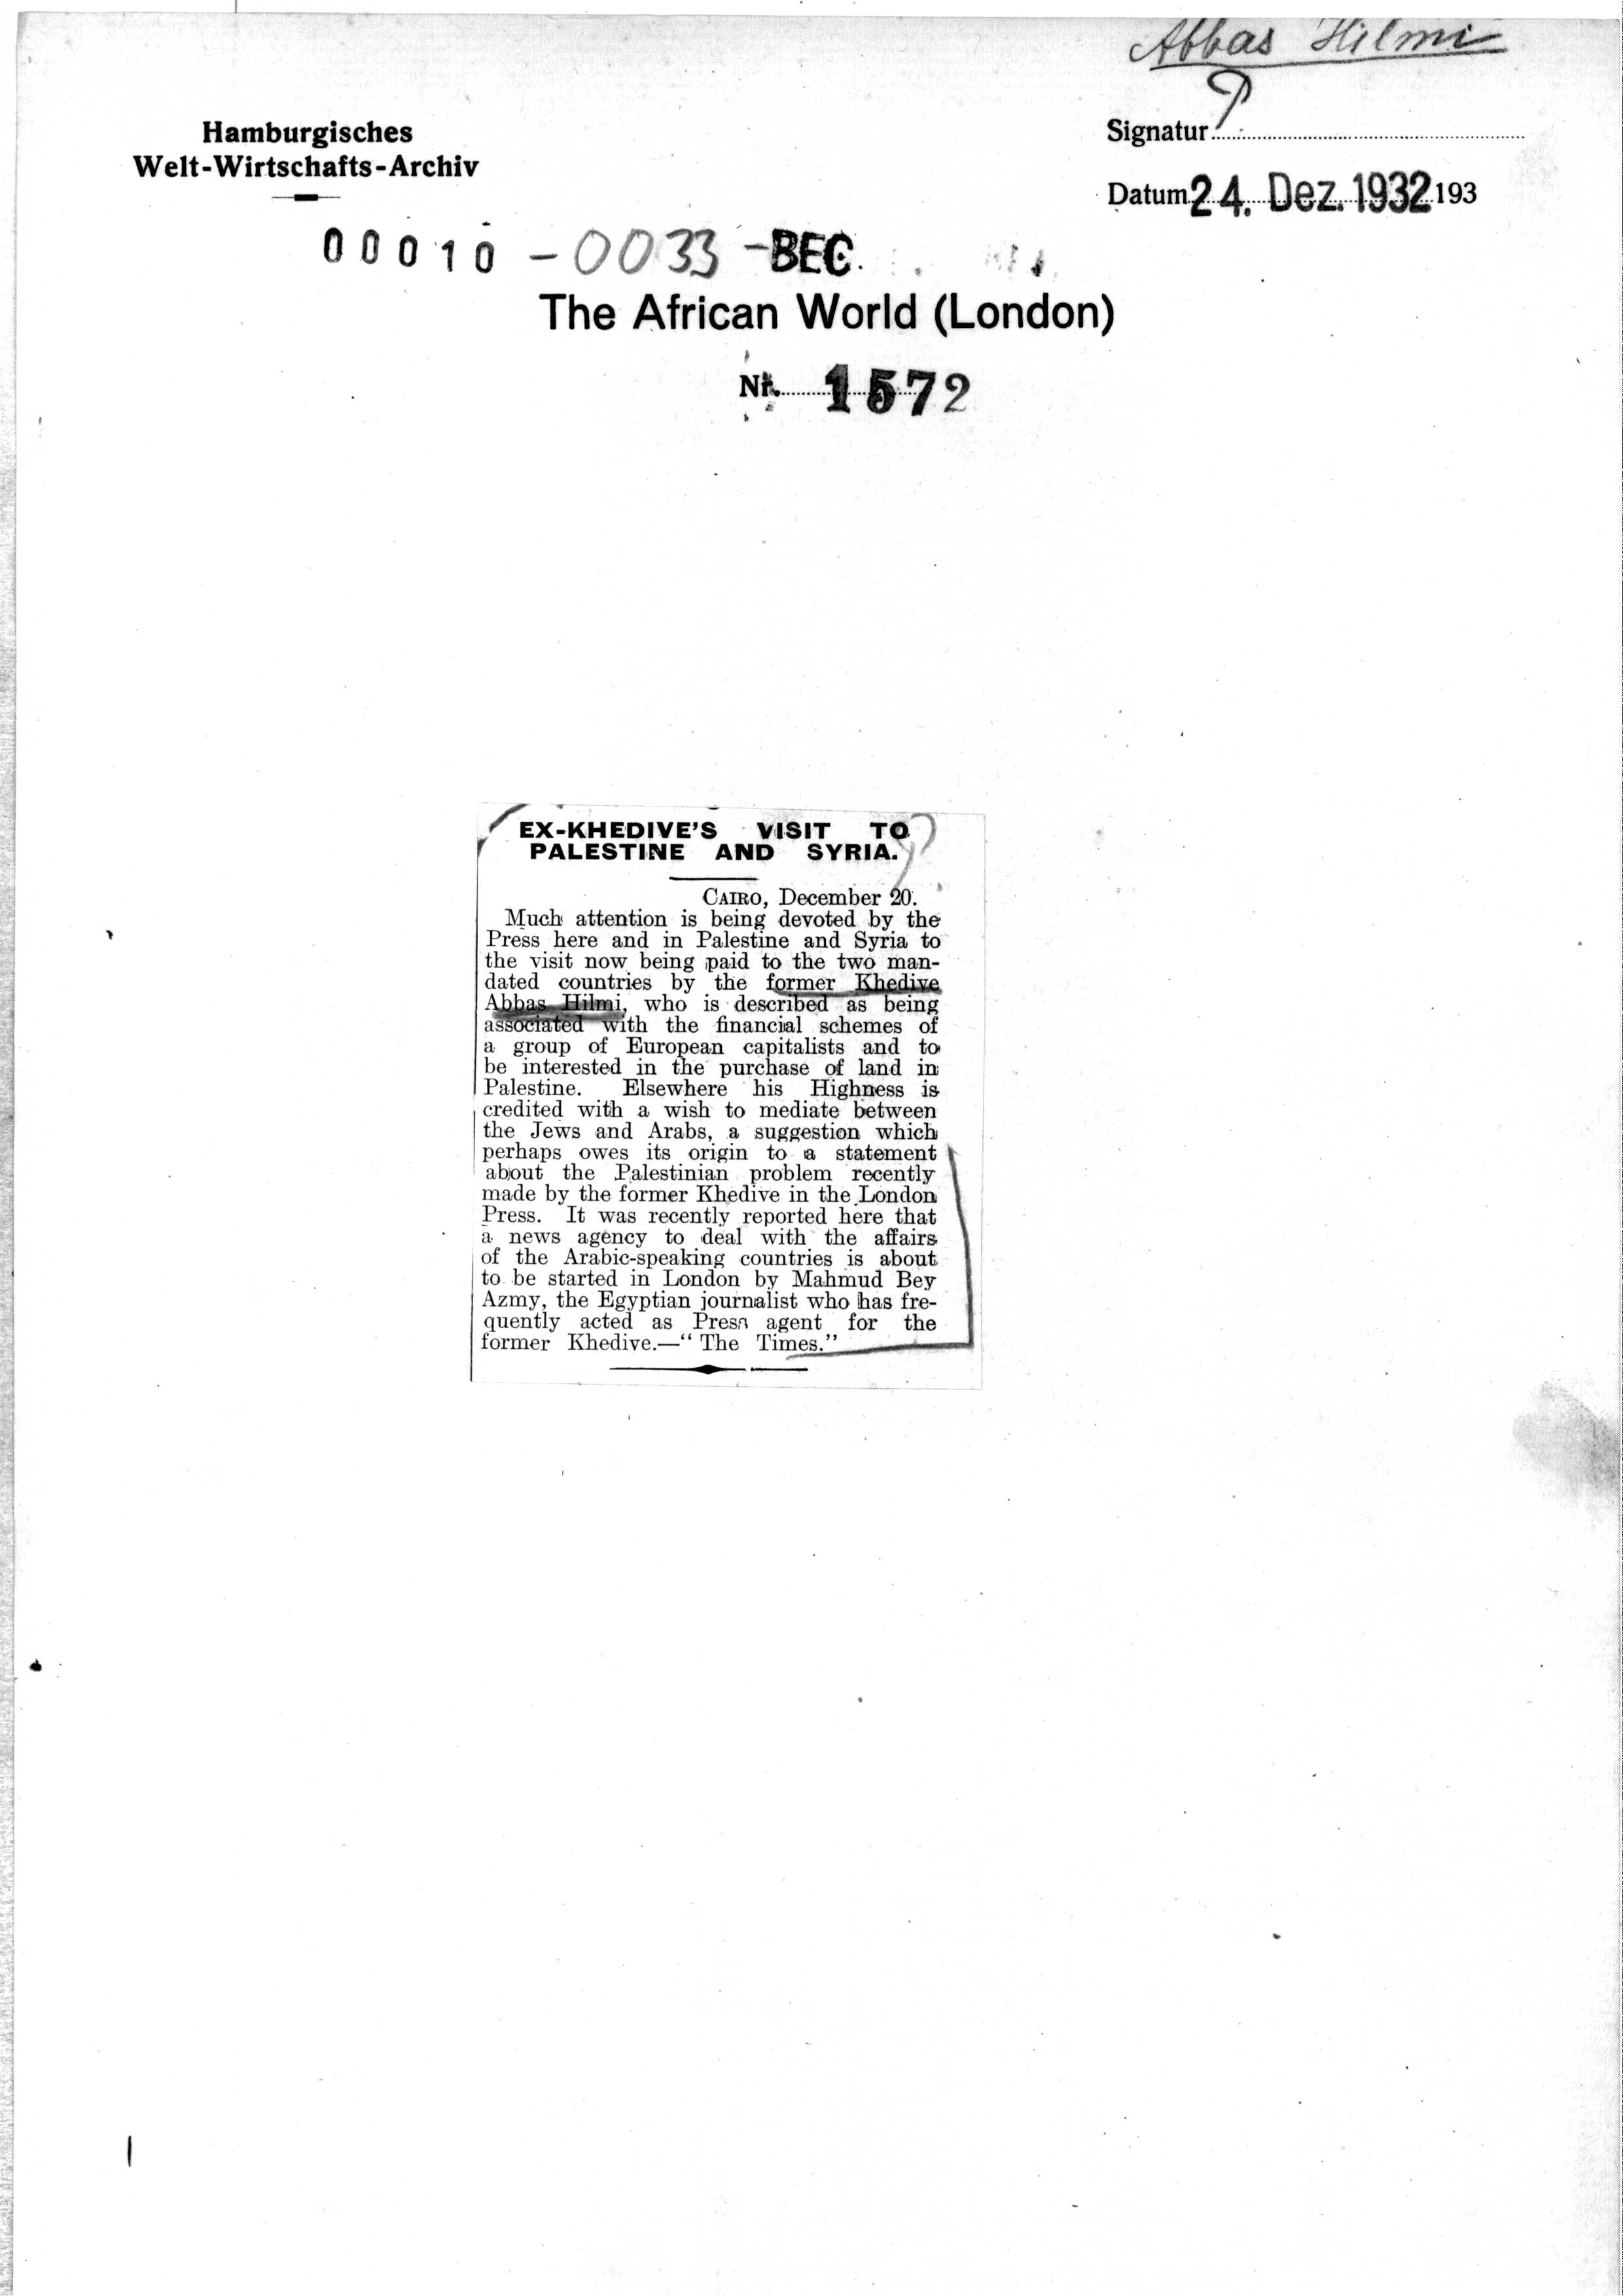 Abbas Hilmi
P
Hamburgisches
Welt-Wirtschafts-Archiv
Signatur
Datum 24. Dez. 1932 193
00010 - 0033 - BEC
The African World (London)
Nr. 1572
EX-KHEDIVE'S VISIT TO
PALESTINE AND SYRIA.
CAIRO, December 20.
Much attention is being devoted by the
Press here and in Palestine and Syria to
the visit now being paid to the two man-
dated countries by the former Khedive
Abbas Hilmi, who is described as being
associated with the financial schemes of
a group of European capitalists and to
be interested in the purchase of land in
Palestine. Elsewhere his Highness is
credited with a wish to mediate between
the Jews and Arabs, a suggestion which
perhaps owes its origin to a statement
about the Palestinian problem recently
made by the former Khedive in the London
Press. It was recently reported here that
a news agency to deal with the affairs
of the Arabic-speaking countries is about
to be started in London by Mahmud Bey
Azmy, the Egyptian journalist who has fre-
quently acted as Press agent for the
former Khedive.—" The Times."